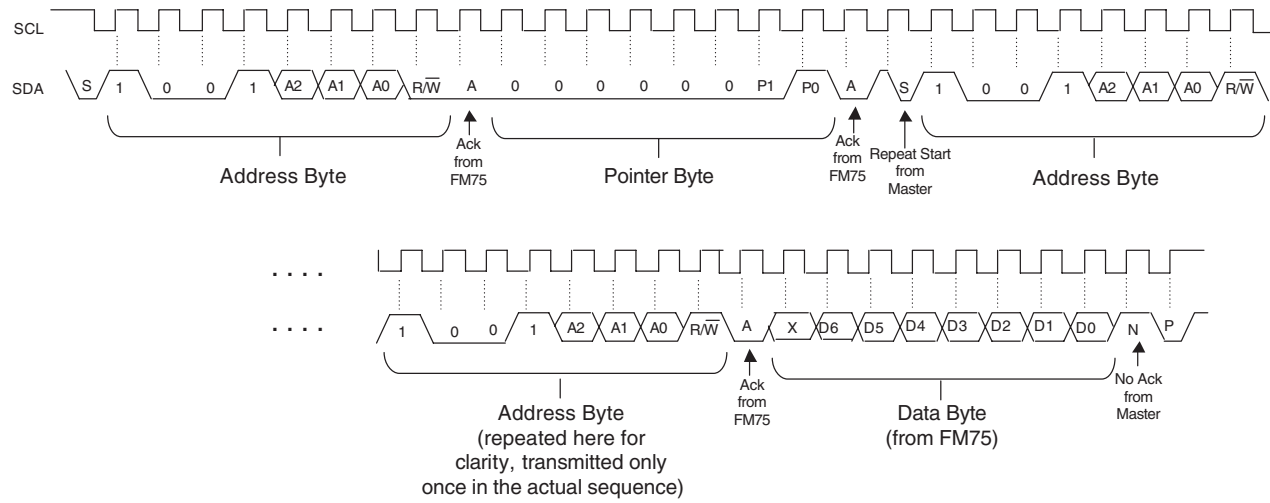 SCL
SDA S 1 0 0 1 A2 A1 A0 R/W̅ A 0 0 0 0 0 0 P1 P0 A S 1 0 0 1 A2 A1 A0 R/W̅
Address Byte
Ack
from
FM75
Pointer Byte
Ack
from
FM75
Repeat Start
from
Master
Address Byte
. . . .
. . . . 1 0 0 1 A2 A1 A0 R/W̅ A X D6 D5 D4 D3 D2 D1 D0 N P
Address Byte
(repeated here for
clarity, transmitted only
once in the actual sequence)
Ack
from
FM75
Data Byte
(from FM75)
No Ack
from
Master